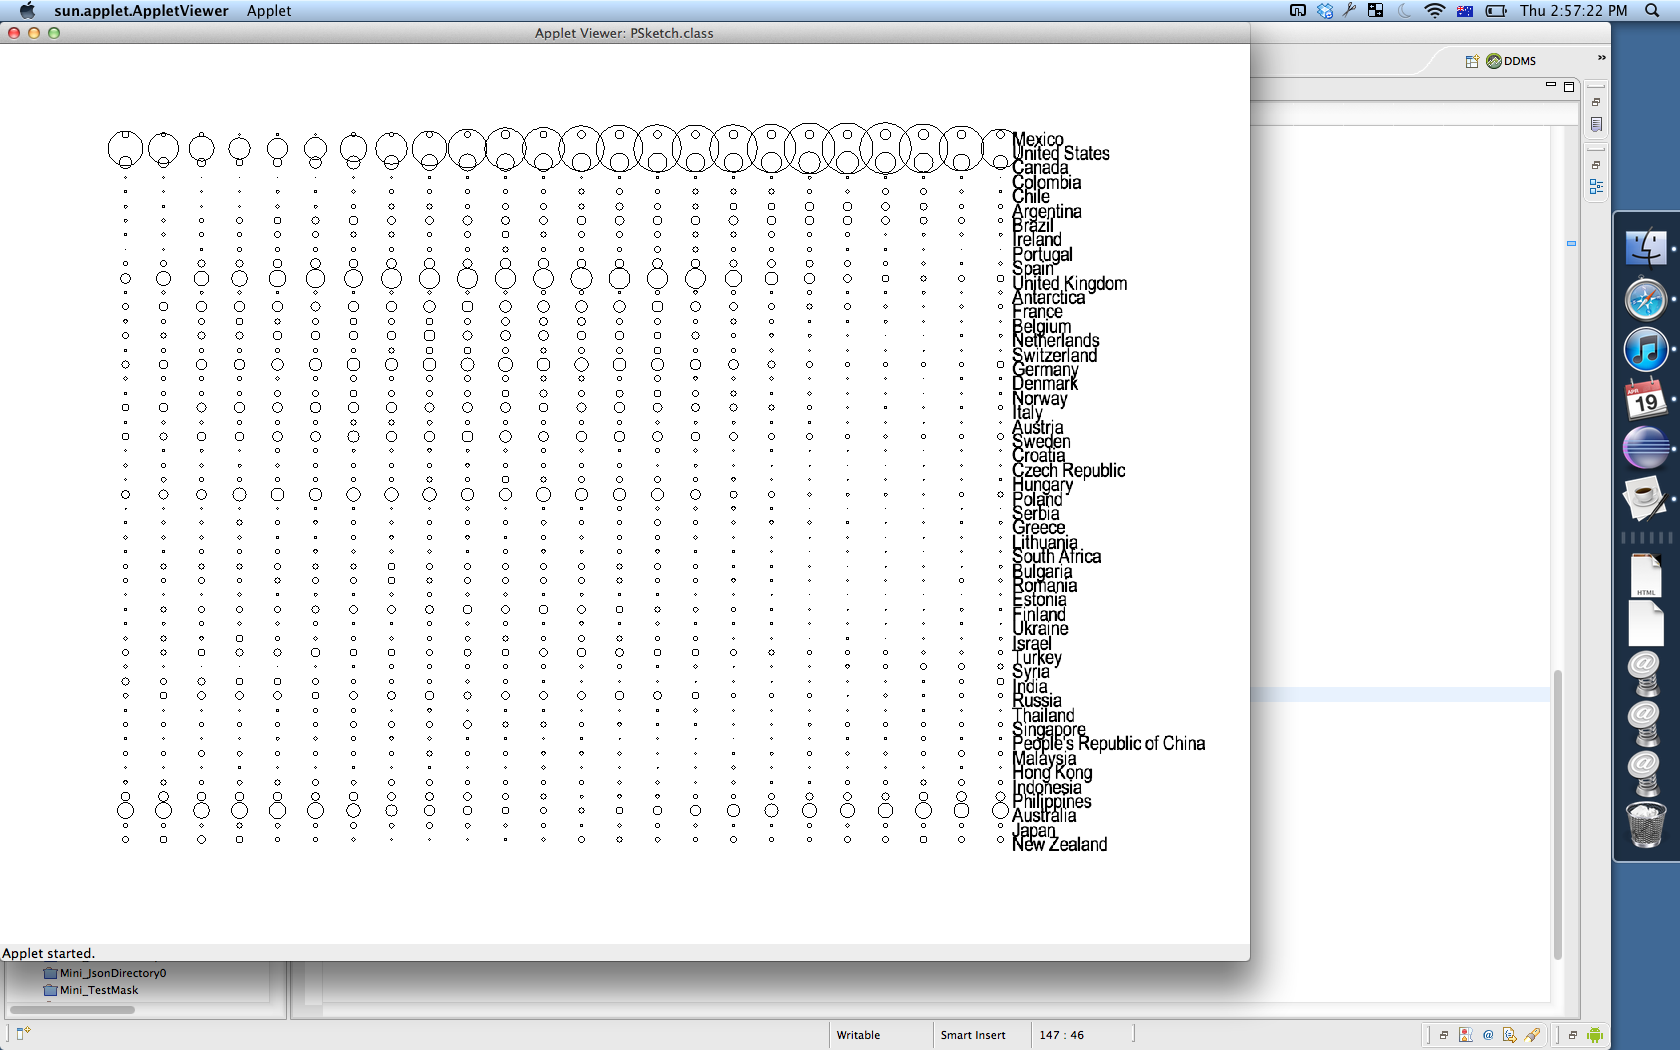 sun.applet.AppletViewer Applet Thu 2:57:22 PM
Applet Viewer: PSketch.class
DDMS
Mexico
United States
Canada
Colombia
Chile
Argentina
Brazil
Ireland
Portugal
Spain
United Kingdom
Antarctica
France
Belgium
Netherlands
Switzerland
Germany
Denmark
Norway
Italy
Austria
Sweden
Croatia
Czech Republic
Hungary
Poland
Serbia
Greece
Lithuania
South Africa
Bulgaria
Romania
Estonia
Finland
Ukraine
Israel
Turkey
Syria
India
Russia
Thailand
Singapore
People's Republic of China
Malaysia
Hong Kong
Indonesia
Philippines
Australia
Japan
New Zealand
APR
19
HTML
Applet started.
Mini_JsonDirectory0
Mini_TestMask
Writable Smart Insert 147 : 46